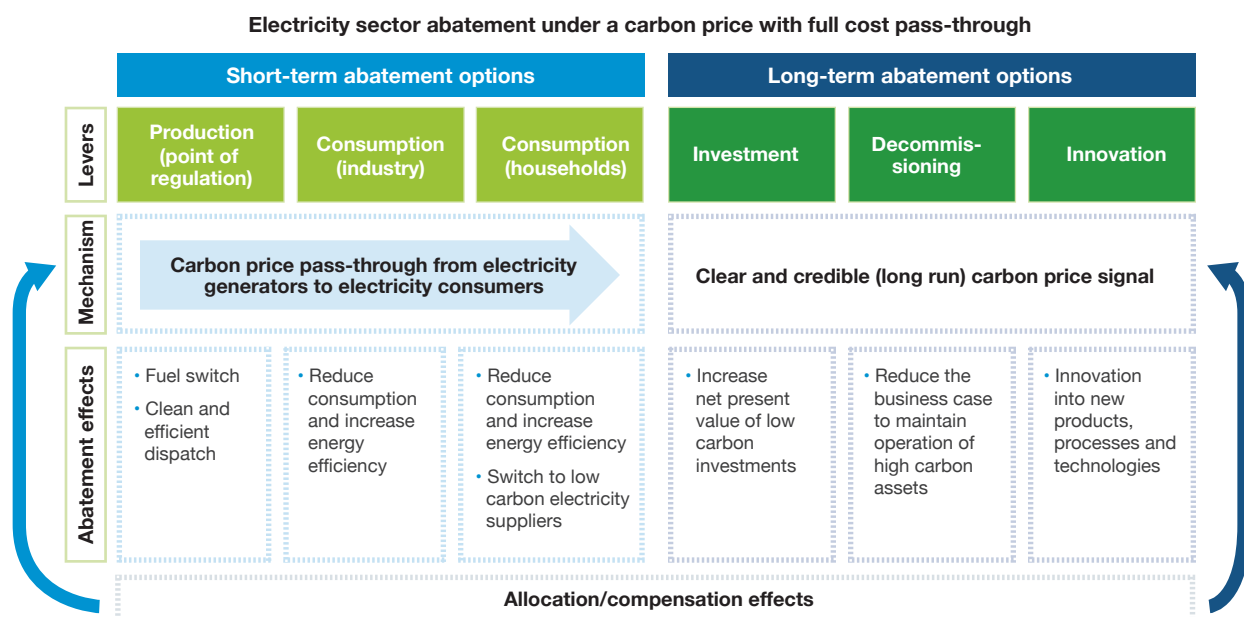 Electricity sector abatement under a carbon price with full cost pass-through
Short-term abatement options
Long-term abatement options
Levers
Production
(point of
regulation)
Consumption
(industry)
Consumption
(households)
Investment
Decommis-
sioning
Innovation
Mechanism
Carbon price pass-through from electricity
generators to electricity consumers
Clear and credible (long run) carbon price signal
Abatement effects
• Fuel switch
• Clean and
efficient
dispatch
• Reduce
consumption
and increase
energy
efficiency
• Reduce
consumption
and increase
energy efficiency
• Switch to low
carbon electricity
suppliers
• Increase
net present
value of low
carbon
investments
• Reduce the
business case
to maintain
operation of
high carbon
assets
• Innovation
into new
products,
processes and
technologies
Allocation/compensation effects